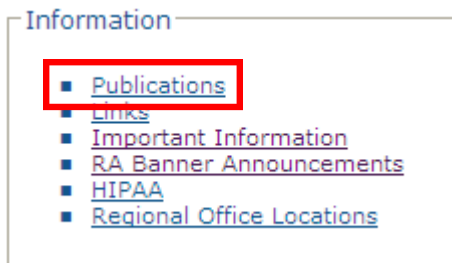 Information
Publications
Links
Important Information
RA Banner Announcements
HIPAA
Regional Office Locations